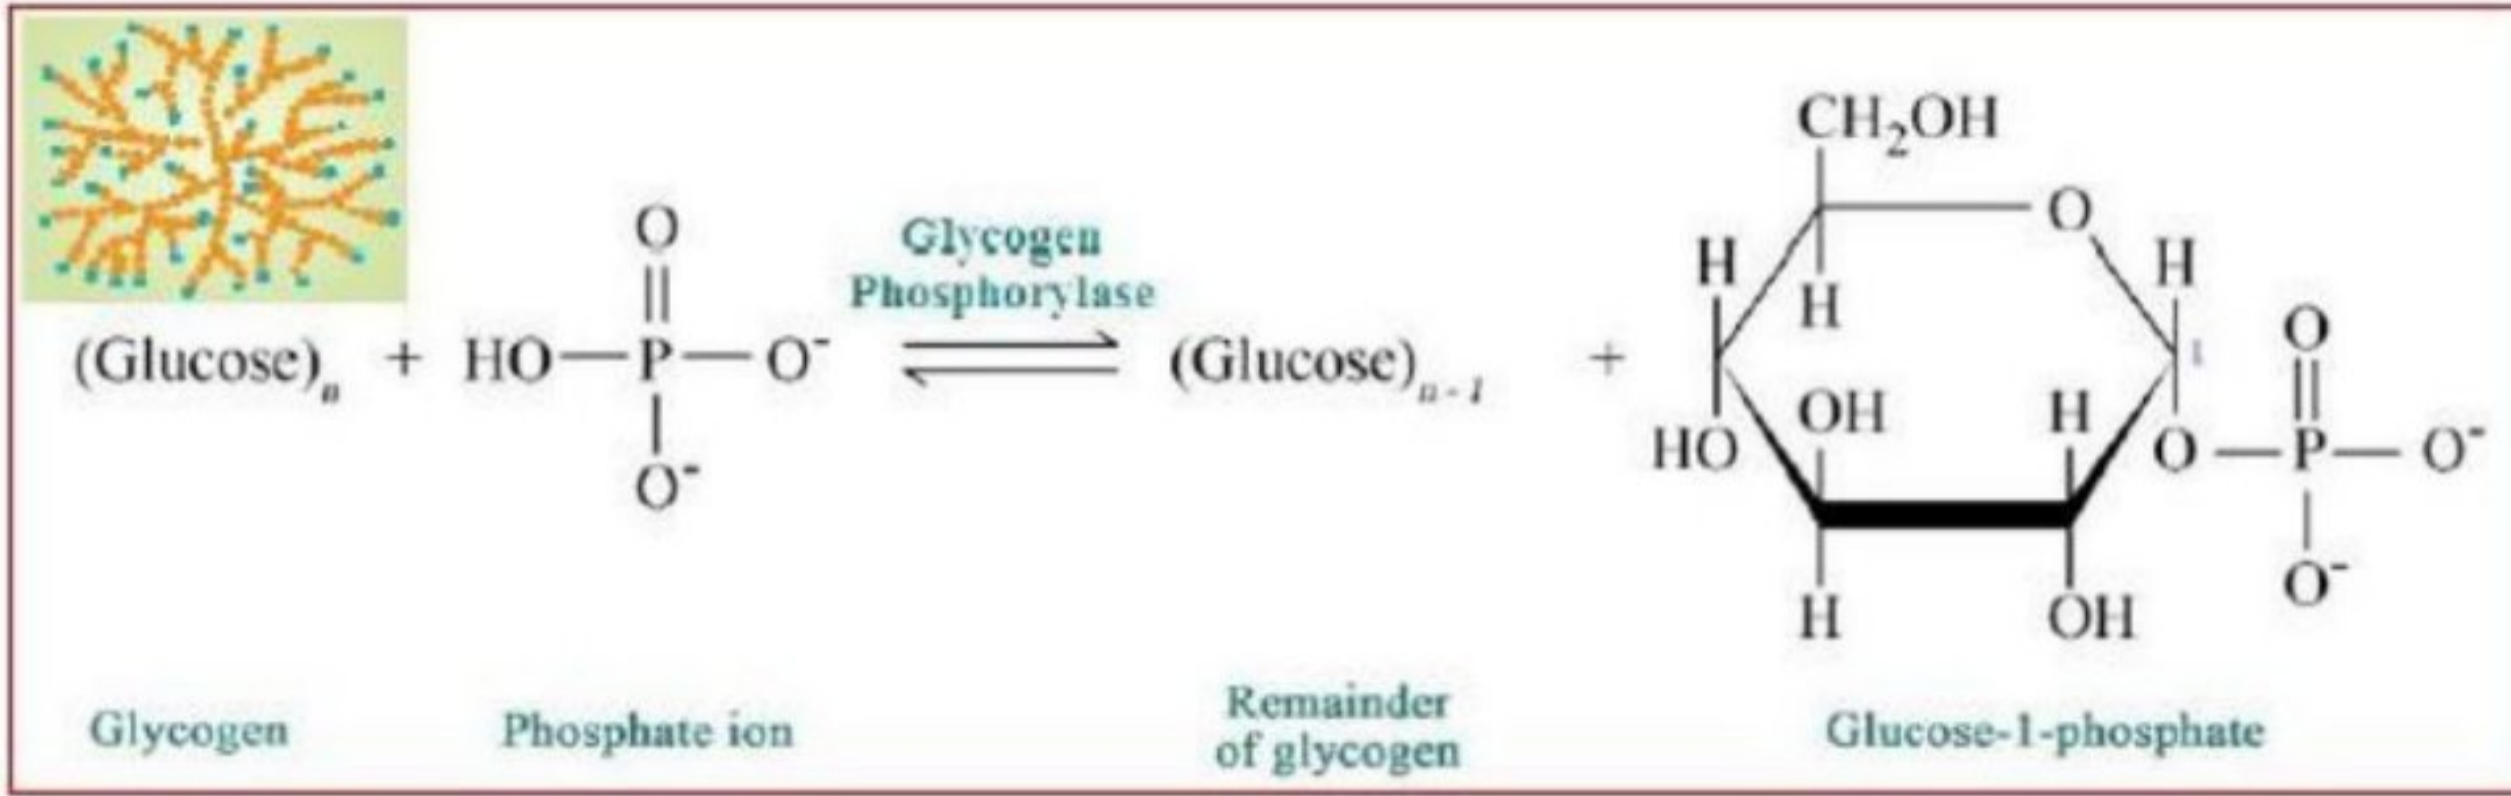 Glycogen
Phosphorylase
(Glucose)n + HO—P—O⁻ ⇌ (Glucose)n-1 +
O
O⁻
CH₂OH
O
H
H
H
1
HO
OH
H
H
OH
O
O—P—O⁻
O⁻
Glycogen
Phosphate ion
Remainder
of glycogen
Glucose-1-phosphate